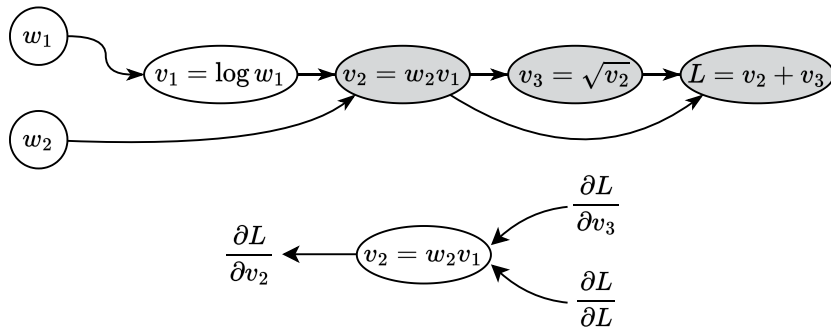 w₁
v₁ = log w₁
v₂ = w₂v₁
v₃ = √v₂
L = v₂ + v₃
w₂
∂L/∂v₃
∂L/∂v₂
v₂ = w₂v₁
∂L/∂L